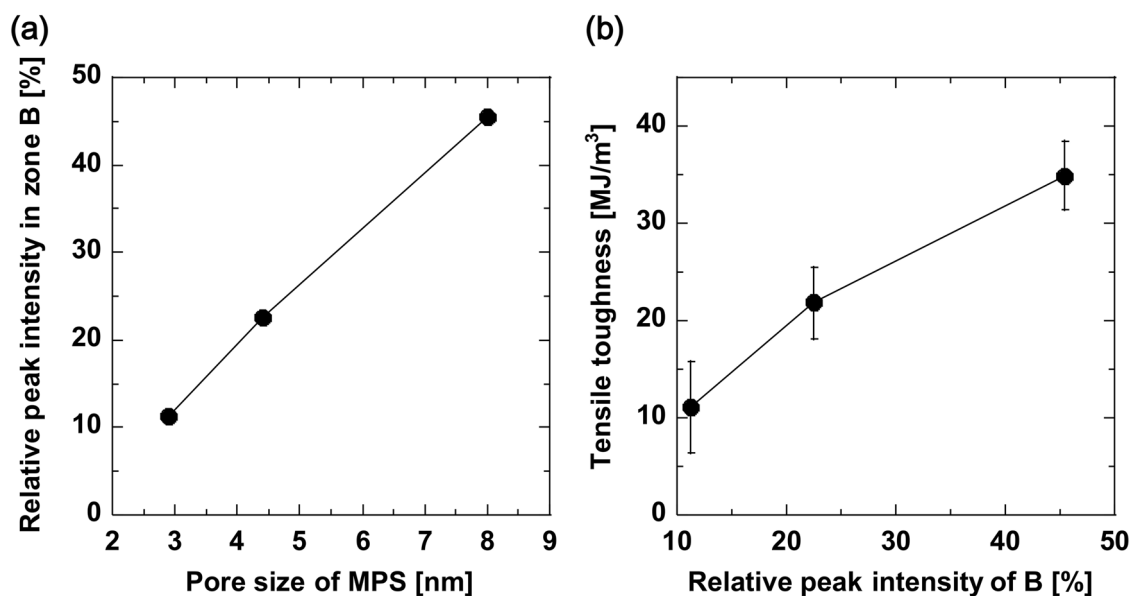 (a)
Relative peak intensity in zone B [%]
50
40
30
20
10
0
2 3 4 5 6 7 8 9
Pore size of MPS [nm]
(b)
Tensile toughness [MJ/m³]
40
30
20
10
0
10 20 30 40 50
Relative peak intensity of B [%]